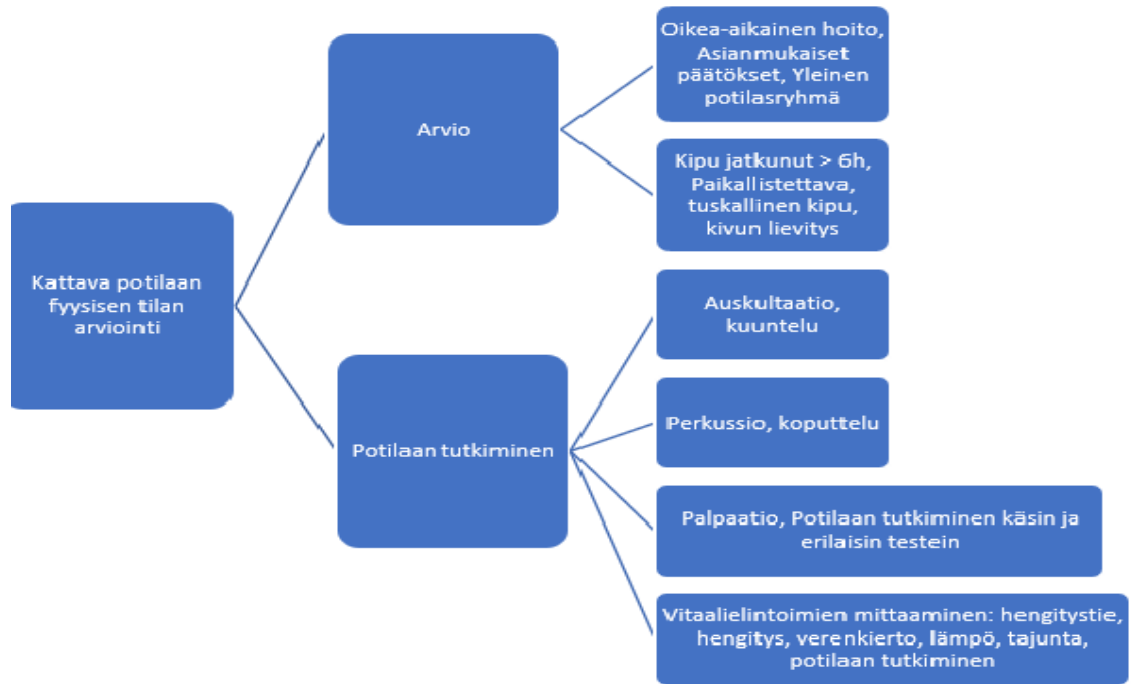 Oikea-aikainen hoito,
Asianmukaiset
päätökset, Yleinen
potilasryhmä
Arvio
Kipu jatkunut > 6h,
Paikallistettava,
tuskallinen kipu,
kivun lievitys
Kattava potilaan
fyysisen tilan
arviointi
Auskultaatio,
kuuntelu
Perkussio, koputtelu
Potilaan tutkiminen
Palpaatio, Potilaan tutkiminen käsin ja
erilaisin testein
Vitaalielintoimien mittaaminen: hengitystie,
hengitys, verenkierto, lämpö, tajunta,
potilaan tutkiminen